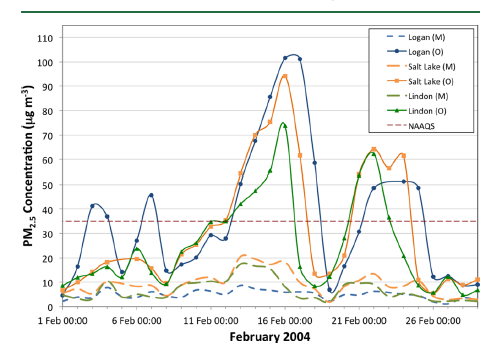 110
100
90
80
70
60
50
40
30
20
10
0
PM2.5 Concentration (µg m-3)
Logan (M)
Logan (O)
Salt Lake (M)
Salt Lake (O)
Lindon (M)
Lindon (O)
NAAQS
1 Feb 00:00 6 Feb 00:00 11 Feb 00:00 16 Feb 00:00 21 Feb 00:00 26 Feb 00:00
February 2004